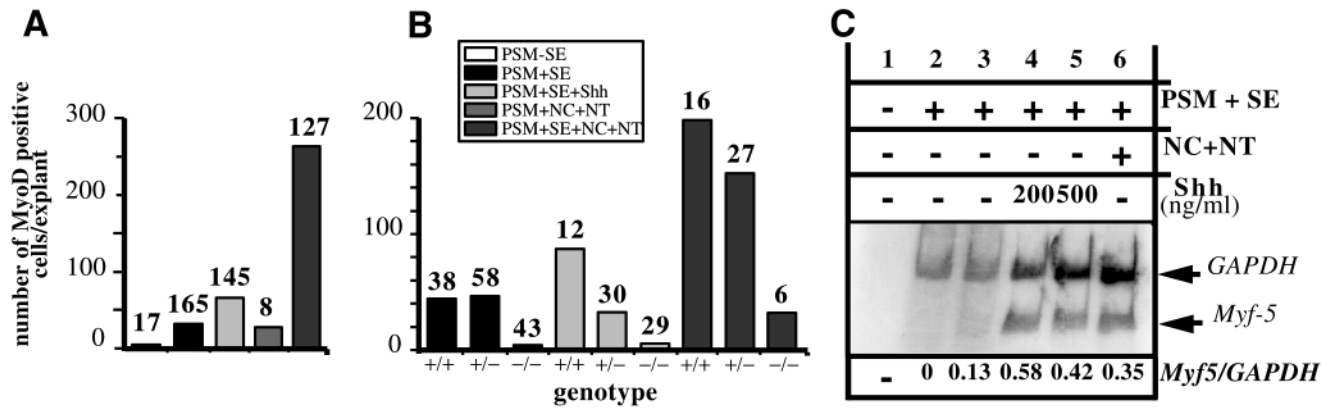 A
number of MyoD positive
cells/explant
300
200
100
0
17
165
145
8
127
B
PSM-SE
PSM+SE
PSM+SE+Shh
PSM+NC+NT
PSM+SE+NC+NT
200
100
0
38
58
43
12
30
29
16
27
6
+/+ +/− −/− +/+ +/− −/− +/+ +/− −/−
genotype
C
1 2 3 4 5 6
- + + + + + PSM + SE
- - - - - + NC+NT
- - - 200 500 - Shh
(ng/ml)
GAPDH
Myf-5
- 0 0.13 0.58 0.42 0.35 Myf5/GAPDH